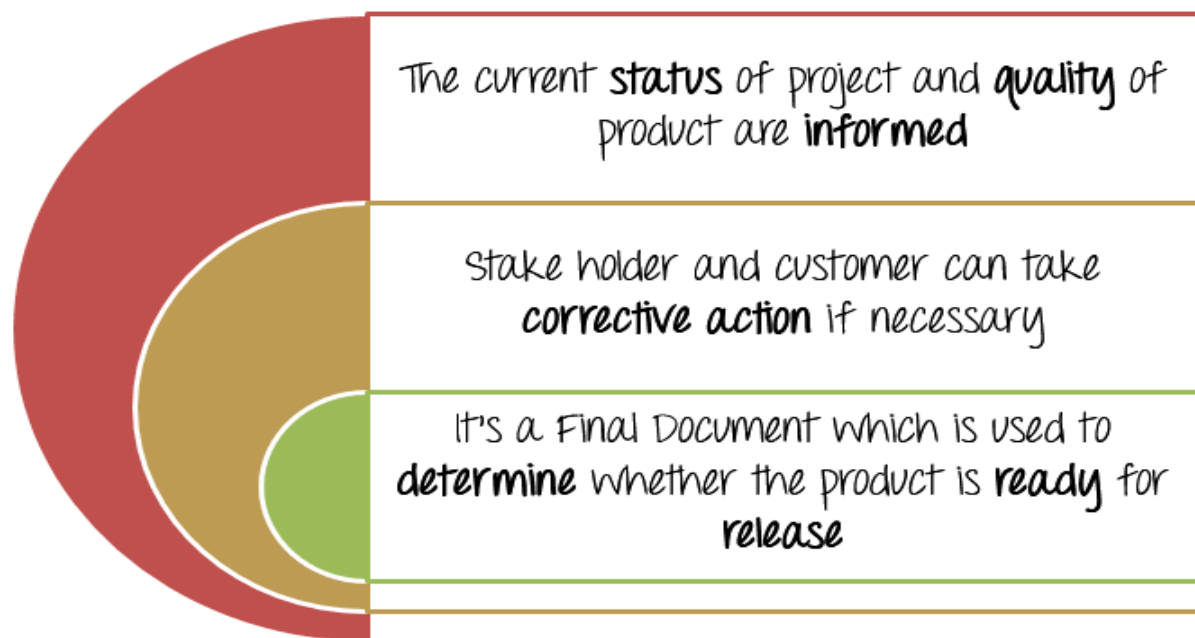 The current status of project and quality of
product are informed
Stake holder and customer can take
corrective action if necessary
It's a Final Document which is used to
determine whether the product is ready for
release